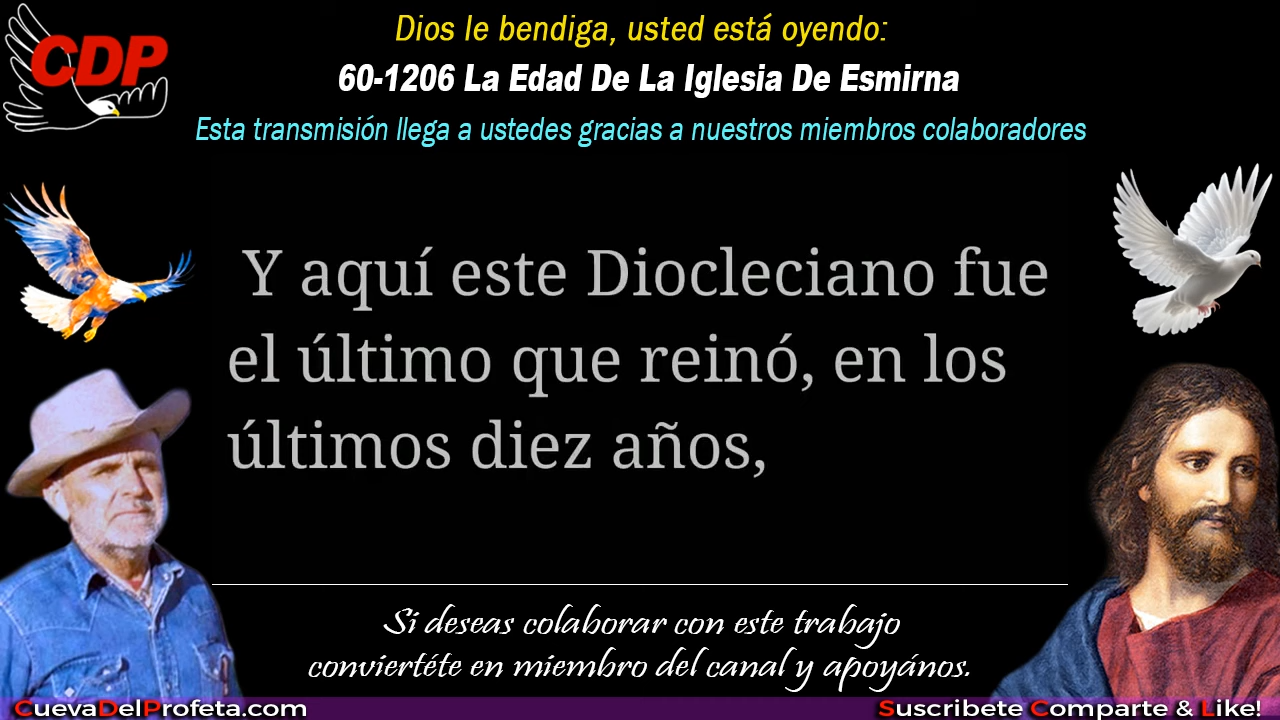 CDP
Dios le bendiga, usted está oyendo:
60-1206 La Edad De La Iglesia De Esmirna
Esta transmisión llega a ustedes gracias a nuestros miembros colaboradores
Y aquí este Diocleciano fue
el último que reinó, en los
últimos diez años,
Si deseas colaborar con este trabajo
conviertéte en miembro del canal y apoyános.
CuevaDelProfeta.com
Suscribete Comparte & Like!